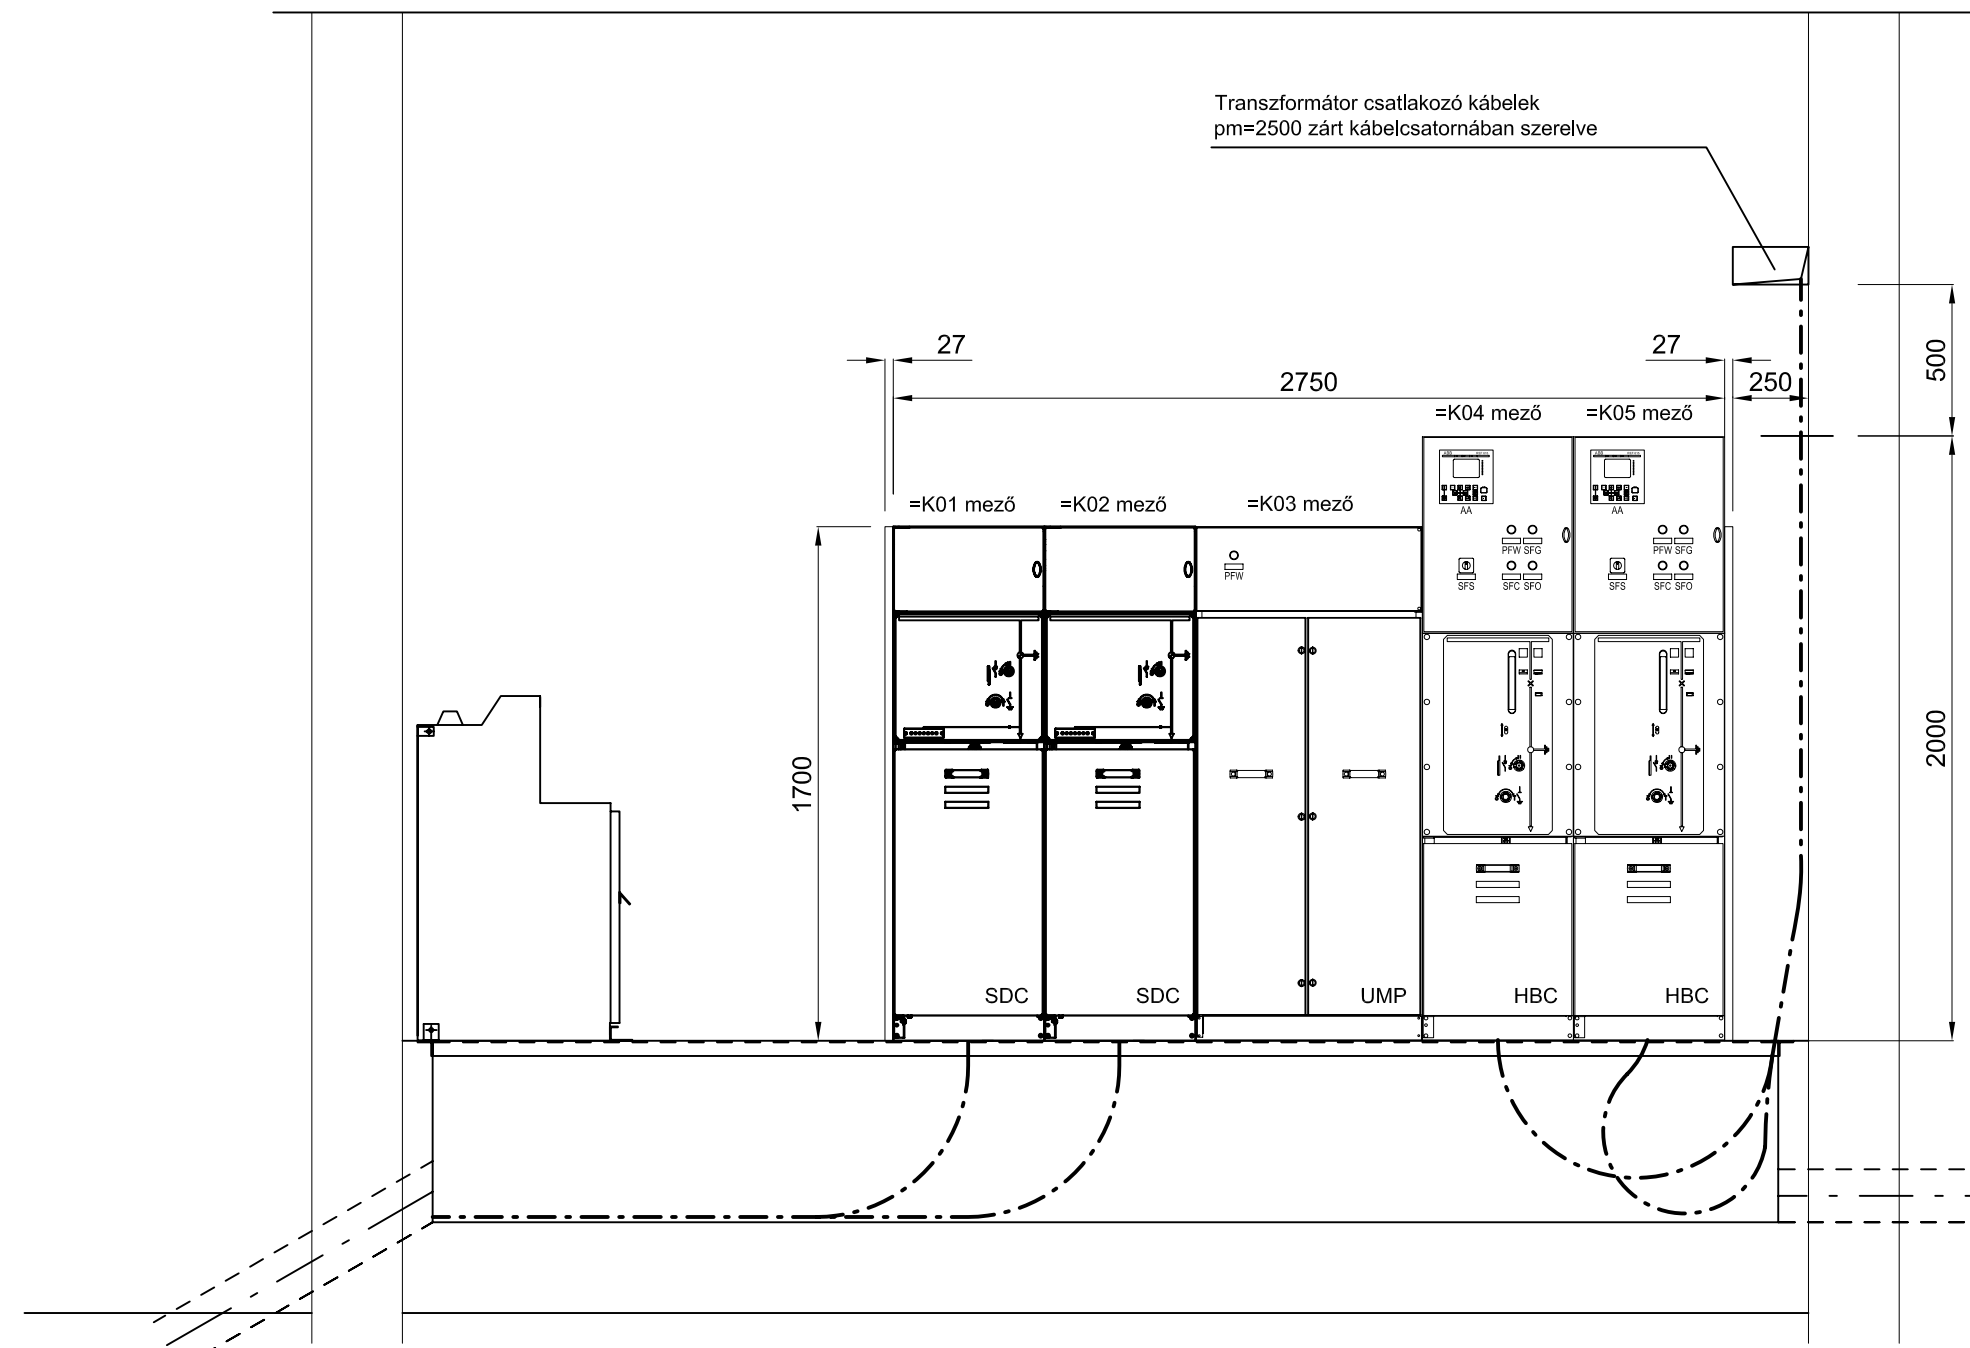 Transzformátor csatlakozó kábelek
pm=2500 zárt kábelcsatornában szerelve
27
27
2750
250
500
=K04 mező
=K05 mező
=K01 mező
=K02 mező
=K03 mező
ABB
ABB
AA
AA
PFW SFG
PFW SFG
PFW
SFS
SFC SFO
SFS
SFC SFO
1700
2000
SDC
SDC
UMP
HBC
HBC